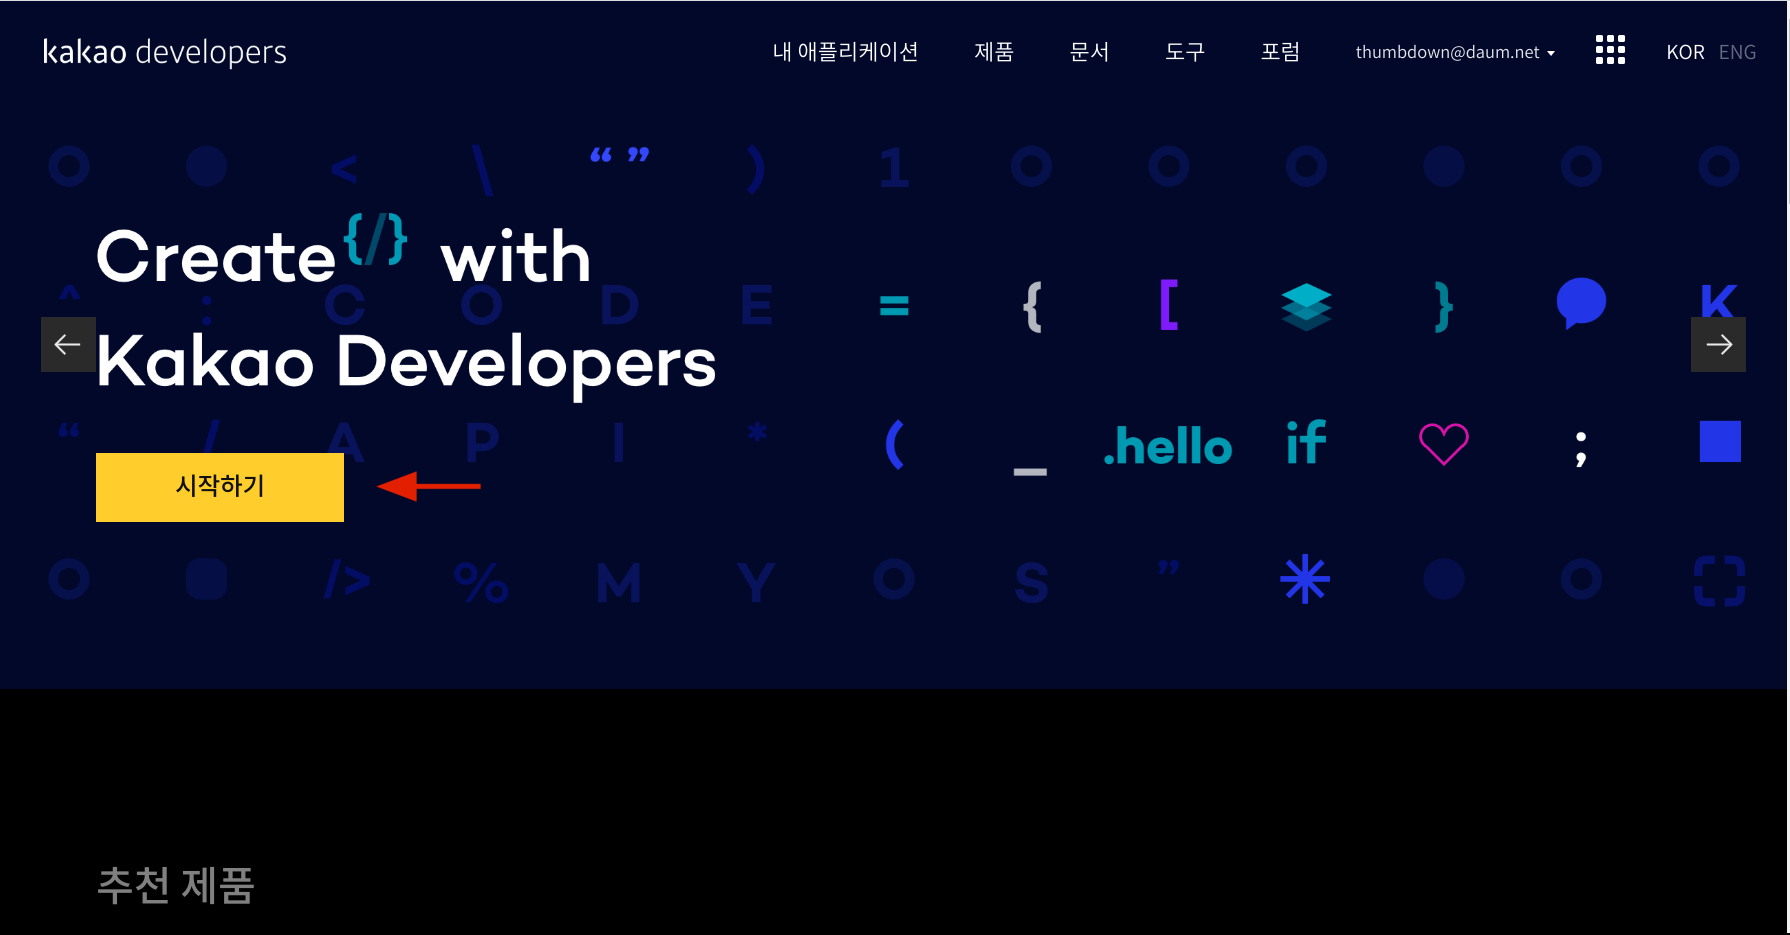 kakao developers
내 애플리케이션 제품 문서 도구 포럼 thumbdown@daum.net KOR ENG
< \ “ ” ) 1
Create{/} with
^ : C O D E = { [ } K
Kakao Developers
“ / A P I * ( _ .hello if ;
시작하기
/> % M Y S ” *
추천 제품